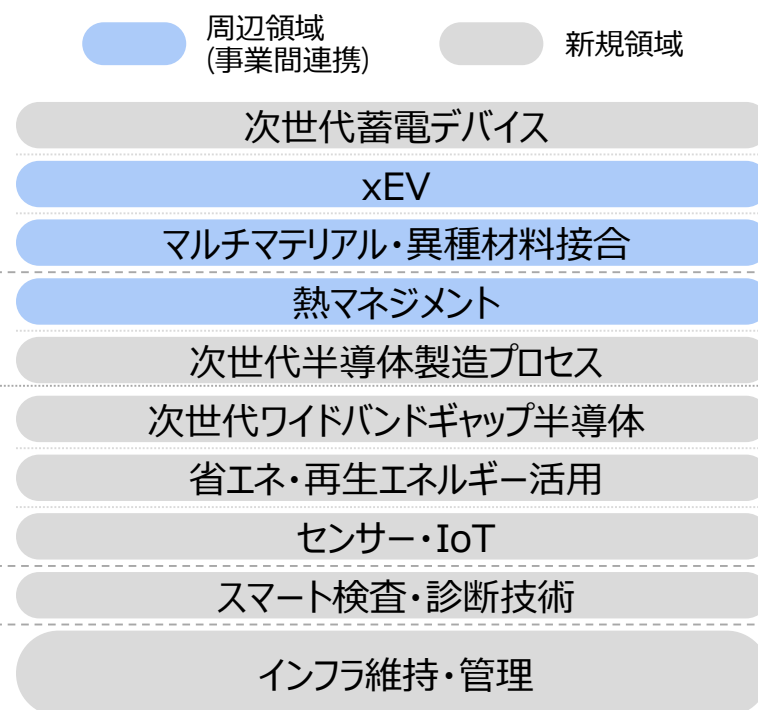 周辺領域
(事業間連携)
新規領域
次世代蓄電デバイス
xEV
マルチマテリアル・異種材料接合
熱マネジメント
次世代半導体製造プロセス
次世代ワイドバンドギャップ半導体
省エネ・再生エネルギー活用
センサー・IoT
スマート検査・診断技術
インフラ維持・管理